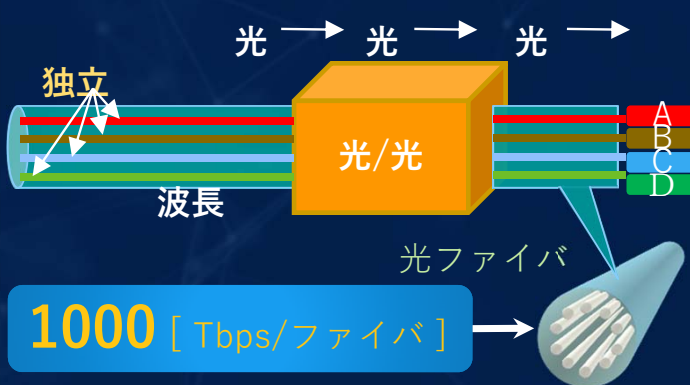 光 → 光 → 光 →
独立
光/光
A
B
C
D
波長
光ファイバ
1000 [ Tbps/ファイバ ]